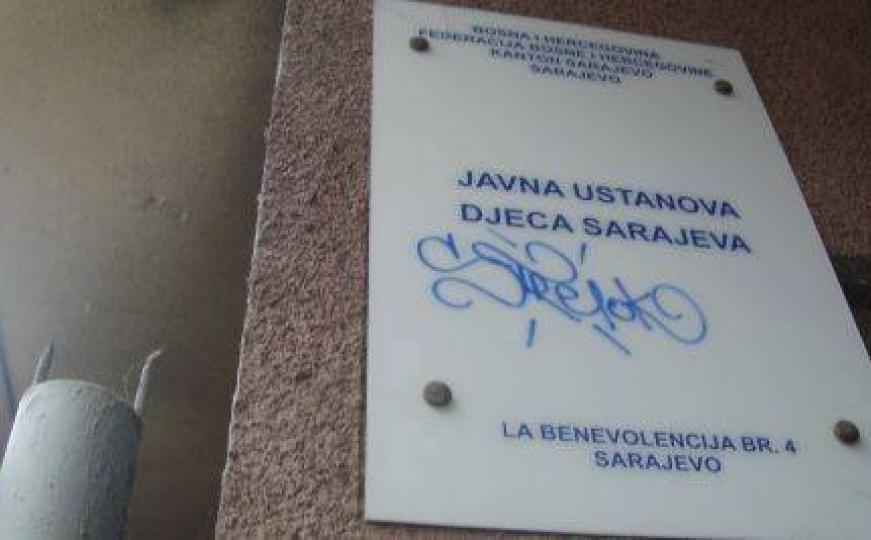 BOSNA I HERCEGOVINA
FEDERACIJA BOSNE I HERCEGOVINE
KANTON SARAJEVO
SARAJEVO
JAVNA USTANOVA
DJECA SARAJEVA
LA BENEVOLENCIJA BR. 4
SARAJEVO